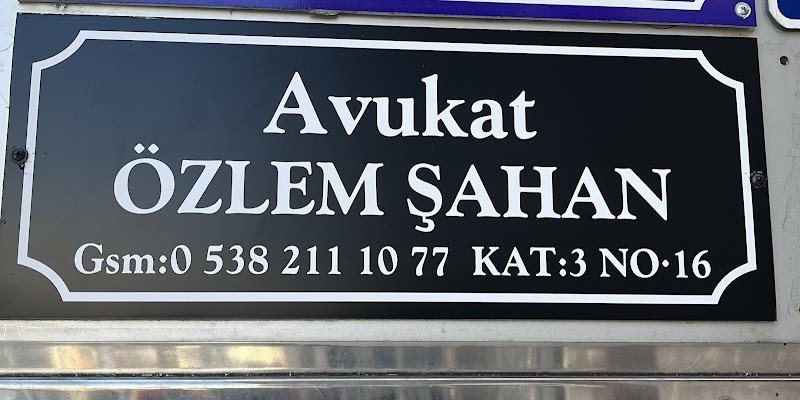 Avukat
ÖZLEM ŞAHAN
Gsm:0 538 211 10 77 KAT:3 NO·16